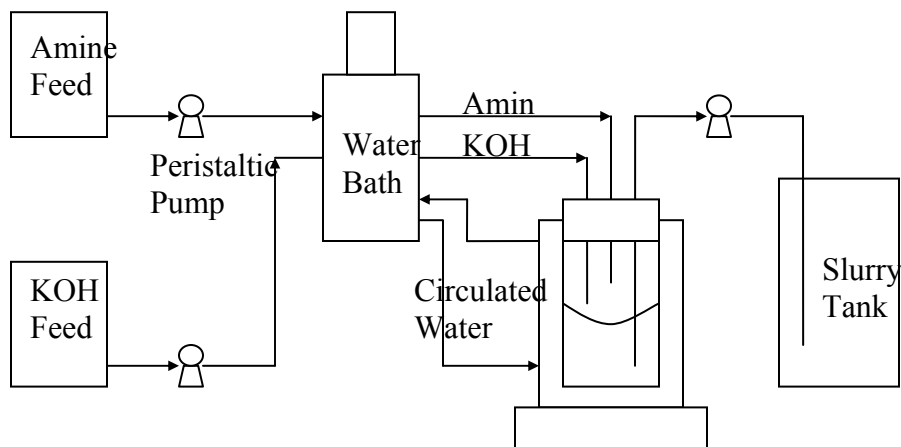 Amine
Feed
Amin
KOH
Peristaltic
Pump
Water
Bath
KOH
Feed
Circulated
Water
Slurry
Tank